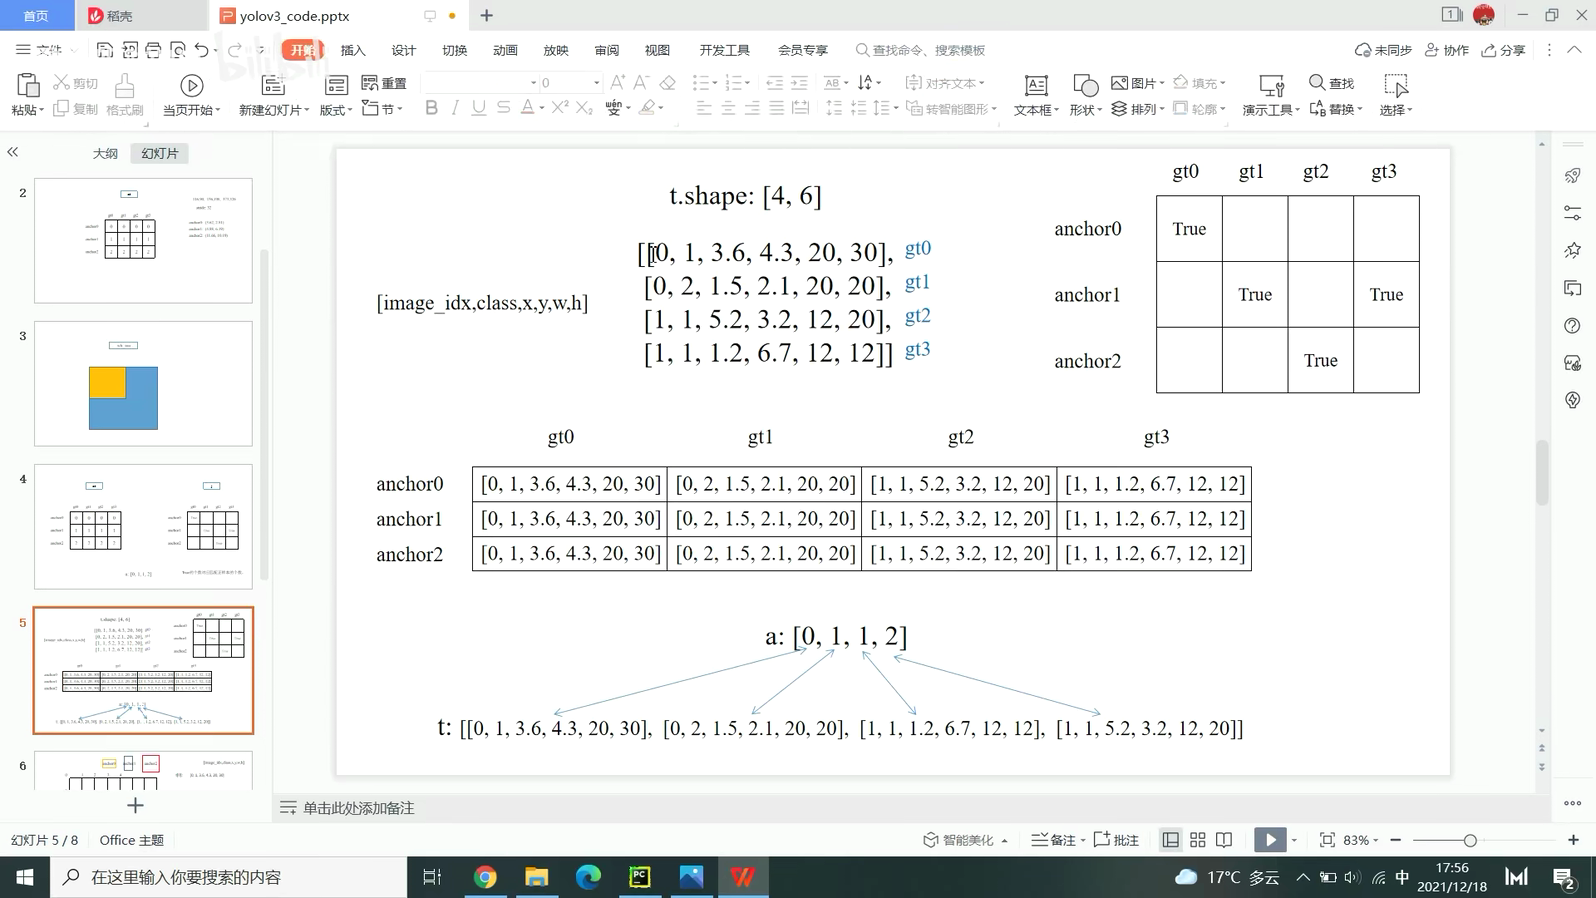 首页
稻壳
yolov3_code.pptx
文件
开始
插入
设计
切换
动画
放映
审阅
视图
开发工具
会员专享
查找命令、搜索模板
未同步
协作
分享
粘贴
剪切
复制
格式刷
当页开始
新建幻灯片
版式
重置
节
0
对齐文本
转智能图形
文本框
形状
图片
排列
填充
轮廓
演示工具
查找
替换
选择
bilibili
大纲
幻灯片
2
3
4
5
6
t.shape: [4, 6]
[image_idx,class,x,y,w,h]
[[0, 1, 3.6, 4.3, 20, 30], gt0
[0, 2, 1.5, 2.1, 20, 20], gt1
[1, 1, 5.2, 3.2, 12, 20], gt2
[1, 1, 1.2, 6.7, 12, 12]] gt3
gt0 gt1 gt2 gt3
anchor0 True
anchor1 True True
anchor2 True
gt0 gt1 gt2 gt3
anchor0 [0, 1, 3.6, 4.3, 20, 30] [0, 2, 1.5, 2.1, 20, 20] [1, 1, 5.2, 3.2, 12, 20] [1, 1, 1.2, 6.7, 12, 12]
anchor1 [0, 1, 3.6, 4.3, 20, 30] [0, 2, 1.5, 2.1, 20, 20] [1, 1, 5.2, 3.2, 12, 20] [1, 1, 1.2, 6.7, 12, 12]
anchor2 [0, 1, 3.6, 4.3, 20, 30] [0, 2, 1.5, 2.1, 20, 20] [1, 1, 5.2, 3.2, 12, 20] [1, 1, 1.2, 6.7, 12, 12]
a: [0, 1, 1, 2]
t: [[0, 1, 3.6, 4.3, 20, 30], [0, 2, 1.5, 2.1, 20, 20], [1, 1, 1.2, 6.7, 12, 12], [1, 1, 5.2, 3.2, 12, 20]]
单击此处添加备注
幻灯片 5 / 8
Office 主题
智能美化
备注
批注
83%
在这里输入你要搜索的内容
17°C 多云
中
17:56
2021/12/18
2